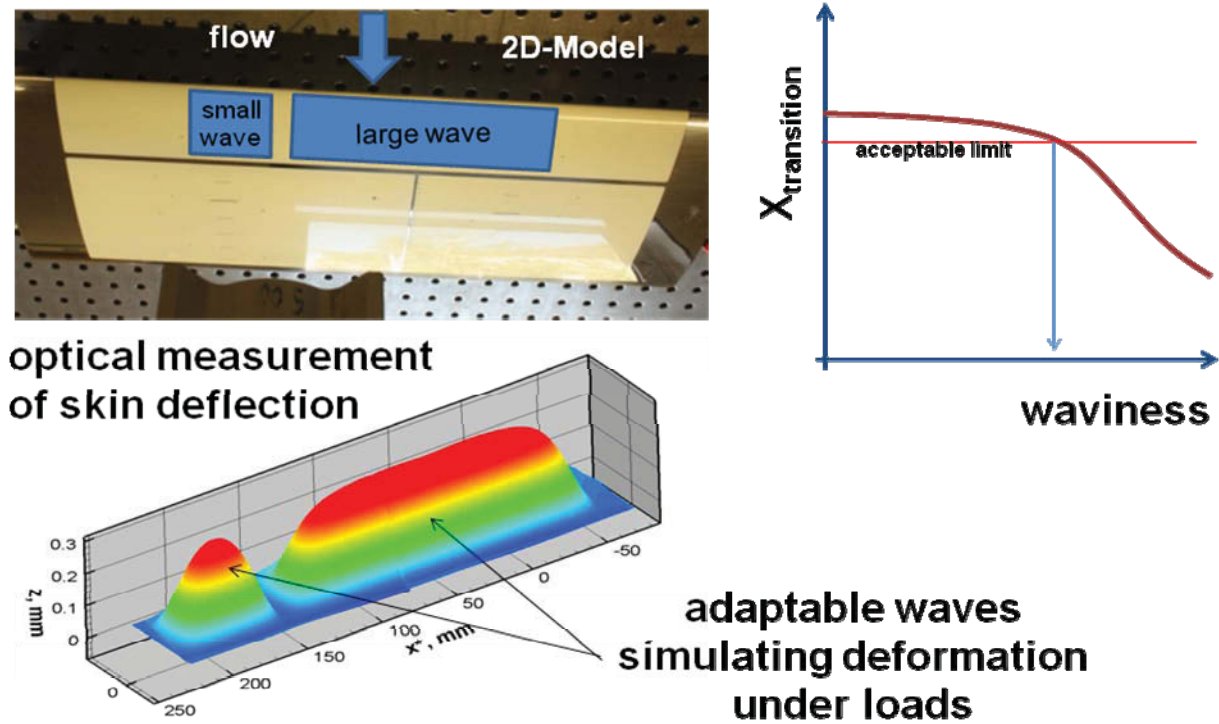 flow
2D-Model
small
wave
large wave
X_transition
acceptable limit
waviness
optical measurement
of skin deflection
0.3
0.2
0.1
0
z, mm
0
250
200
150
100
50
0
-50
x*, mm
adaptable waves
simulating deformation
under loads